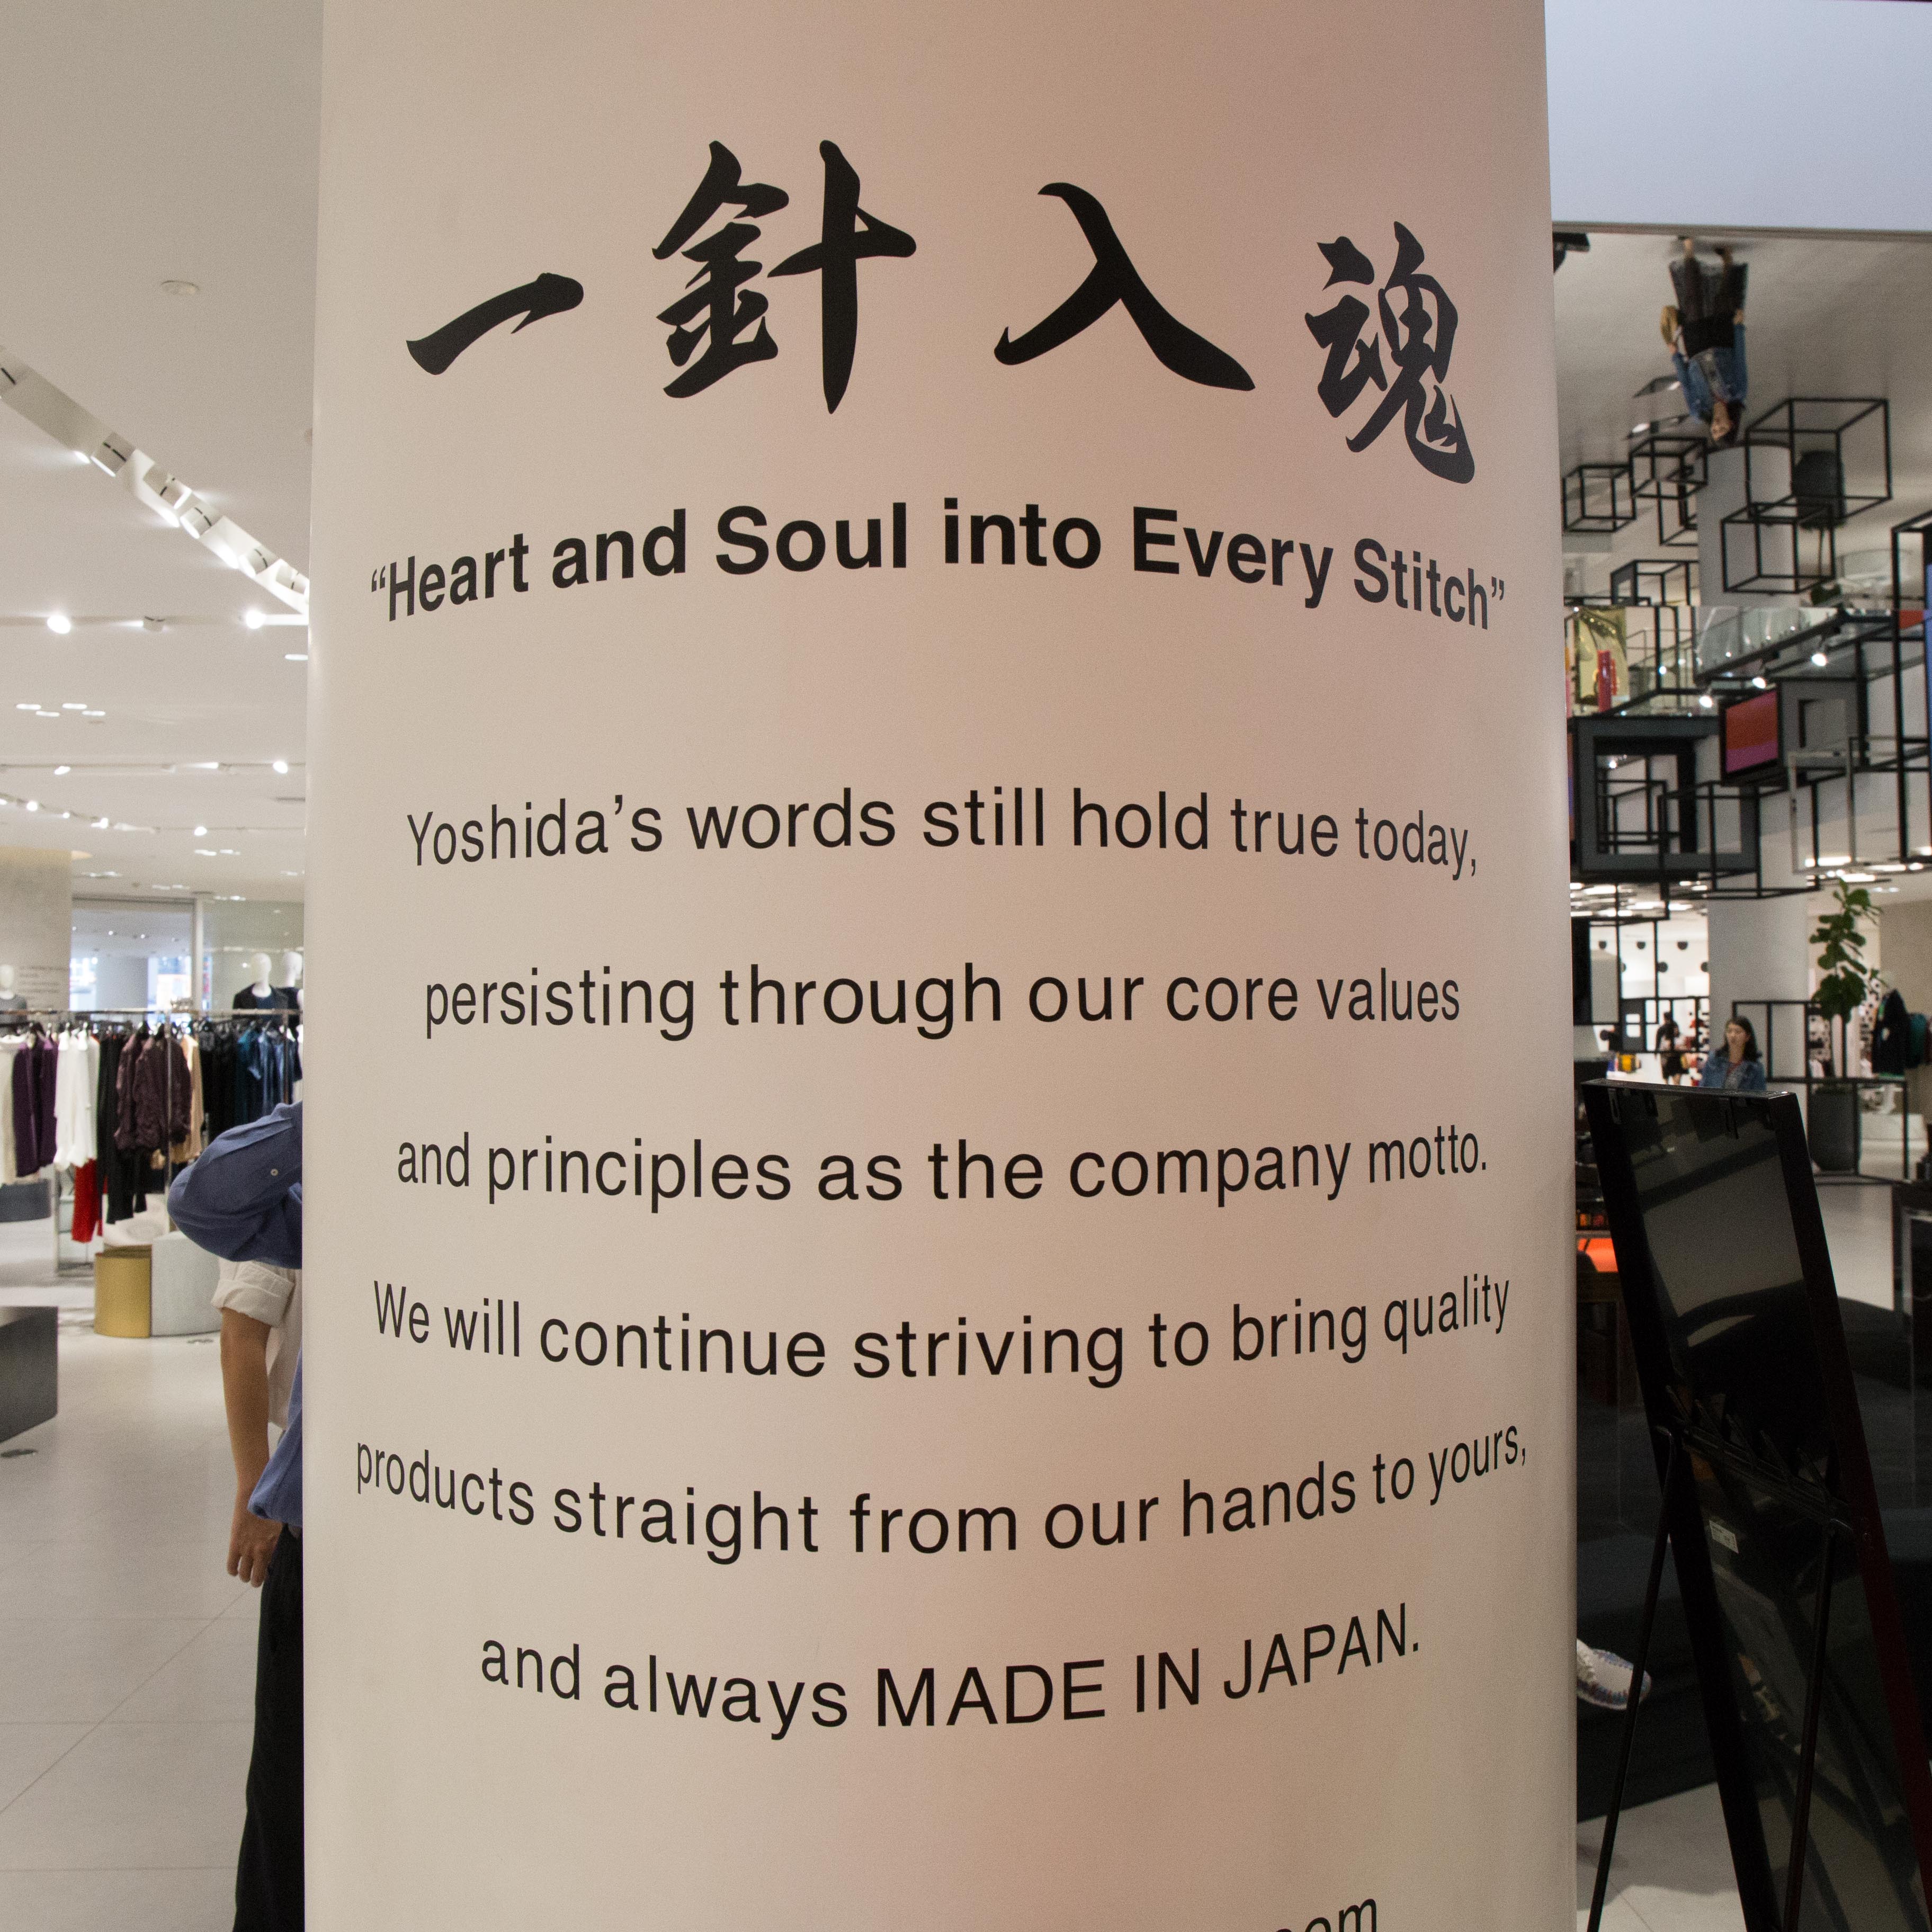 一針入魂
“Heart and Soul into Every Stitch”
Yoshida’s words still hold true today,
persisting through our core values
and principles as the company motto.
We will continue striving to bring quality
products straight from our hands to yours,
and always MADE IN JAPAN.